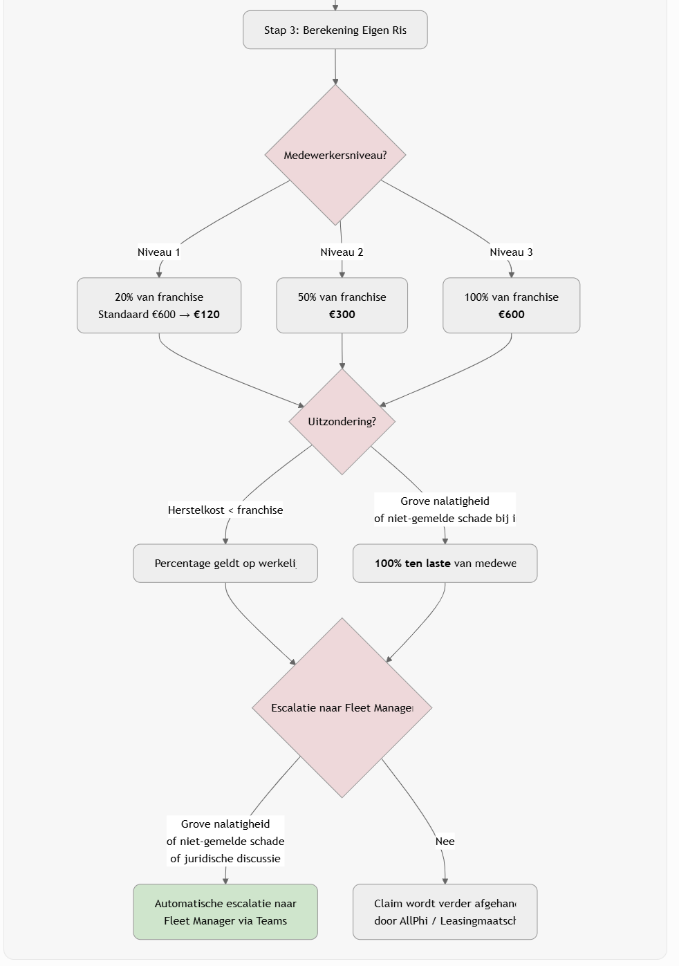 Stap 3: Berekening Eigen Ris
Medewerkersniveau?
Niveau 1
Niveau 2
Niveau 3
20% van franchise
Standaard €600 → €120
50% van franchise
€300
100% van franchise
€600
Uitzondering?
Herstelkost < franchise
Grove nalatigheid
of niet-gemelde schade bij i
Percentage geldt op werkeli
100% ten laste van medewe
Escalatie naar Fleet Manager
Grove nalatigheid
of niet-gemelde schade
of juridische discussie
Nee
Automatische escalatie naar
Fleet Manager via Teams
Claim wordt verder afgehan
door AllPhi / Leasingmaatsch